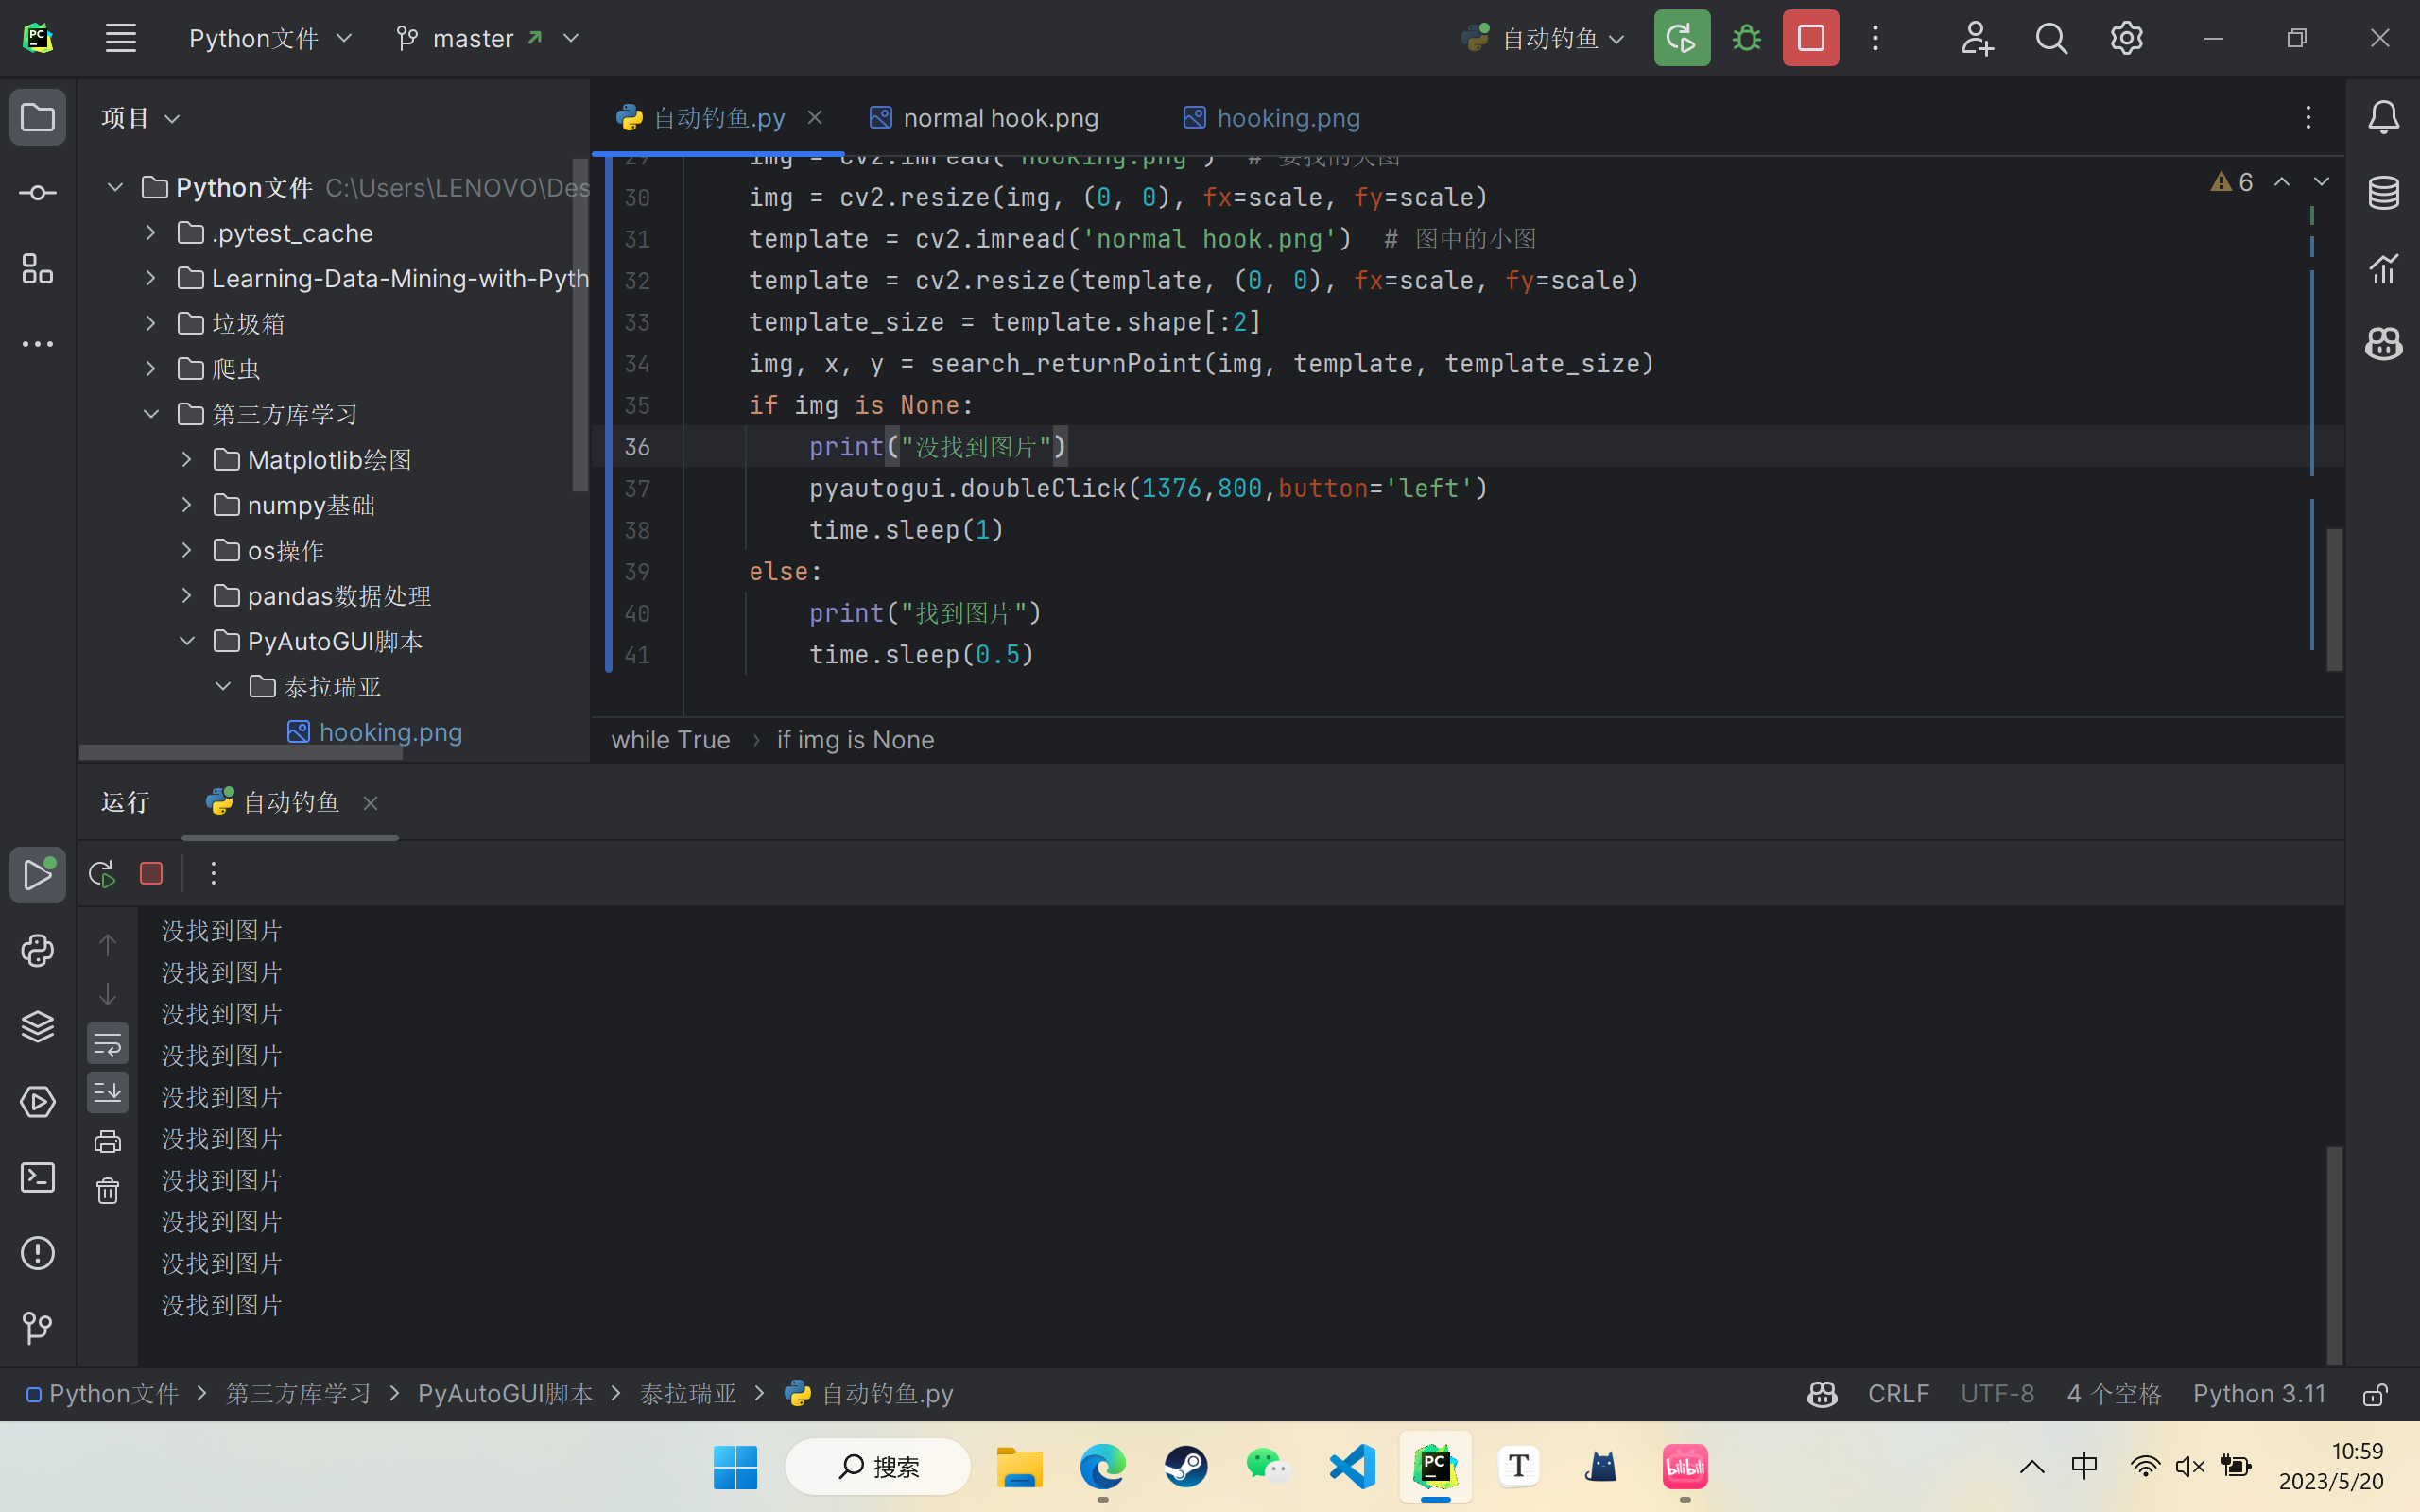 Python文件
master
自动钓鱼
项目
自动钓鱼.py
normal hook.png
hooking.png
Python文件 C:\Users\LENOVO\Des
.pytest_cache
Learning-Data-Mining-with-Pyth
垃圾箱
爬虫
第三方库学习
Matplotlib绘图
numpy基础
os操作
pandas数据处理
PyAutoGUI脚本
泰拉瑞亚
hooking.png
29 img = cv2.imread('hooking.png') # 要找的大图
30 img = cv2.resize(img, (0, 0), fx=scale, fy=scale)
31 template = cv2.imread('normal hook.png') # 图中的小图
32 template = cv2.resize(template, (0, 0), fx=scale, fy=scale)
33 template_size = template.shape[:2]
34 img, x, y = search_returnPoint(img, template, template_size)
35 if img is None:
36 print("没找到图片")
37 pyautogui.doubleClick(1376,800,button='left')
38 time.sleep(1)
39 else:
40 print("找到图片")
41 time.sleep(0.5)
6
while True › if img is None
运行
自动钓鱼
没找到图片
没找到图片
没找到图片
没找到图片
没找到图片
没找到图片
没找到图片
没找到图片
没找到图片
没找到图片
Python文件 > 第三方库学习 > PyAutoGUI脚本 > 泰拉瑞亚 > 自动钓鱼.py
CRLF UTF-8 4 个空格 Python 3.11
搜索
中
10:59
2023/5/20